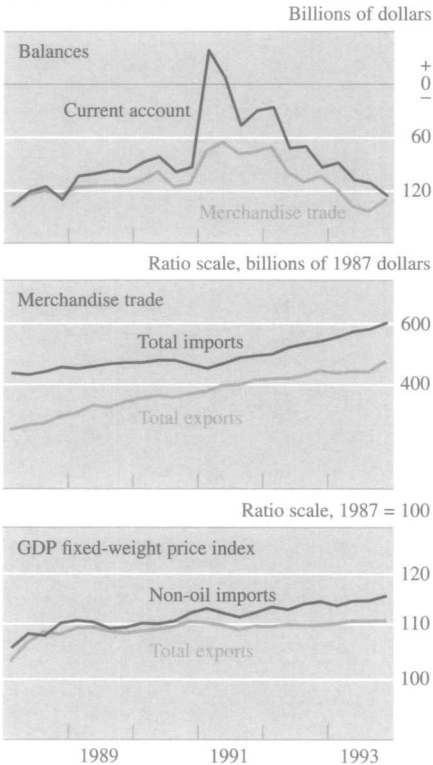 Billions of dollars
Balances
+
0
−
Current account
60
120
Merchandise trade
Ratio scale, billions of 1987 dollars
Merchandise trade
600
Total imports
400
Total exports
Ratio scale, 1987 = 100
GDP fixed-weight price index
120
Non-oil imports
110
Total exports
100
1989 1991 1993